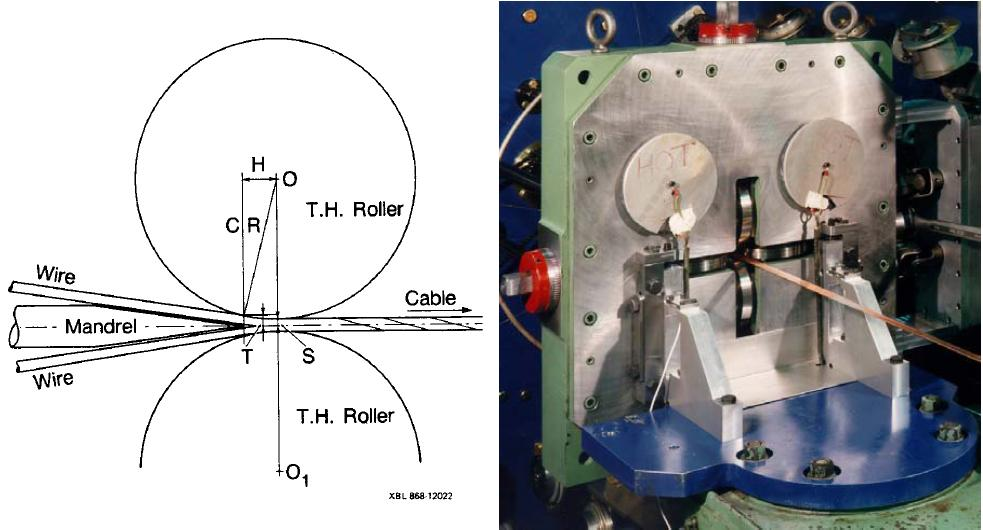 H
O
T.H. Roller
C R
Wire
Cable
Mandrel
T
S
Wire
T.H. Roller
O1
XBL 868-12022
HOT